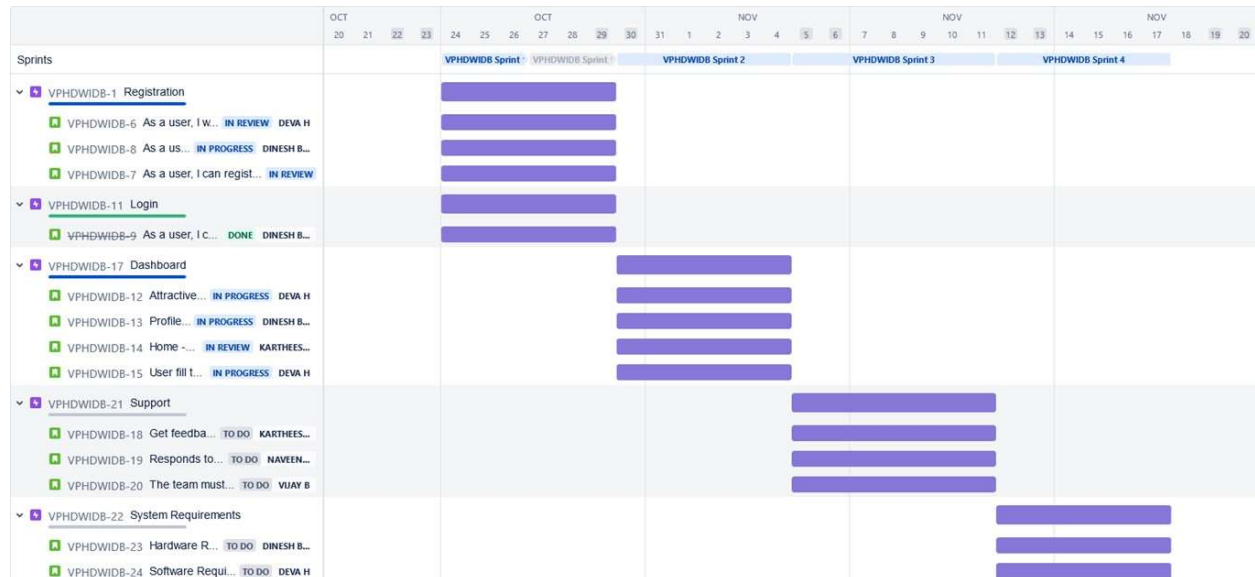 OCT OCT NOV NOV NOV
20 21 22 23 24 25 26 27 28 29 30 31 1 2 3 4 5 6 7 8 9 10 11 12 13 14 15 16 17 18 19 20
Sprints VPHDWIDB Sprint VPHDWIDB Sprint VPHDWIDB Sprint 2 VPHDWIDB Sprint 3 VPHDWIDB Sprint 4
VPHDWIDB-1 Registration
VPHDWIDB-6 As a user, I w... IN REVIEW DEVA H
VPHDWIDB-8 As a us... IN PROGRESS DINESH B...
VPHDWIDB-7 As a user, I can regist... IN REVIEW
VPHDWIDB-11 Login
VPHDWIDB-9 As a user, I c... DONE DINESH B...
VPHDWIDB-17 Dashboard
VPHDWIDB-12 Attractive... IN PROGRESS DEVA H
VPHDWIDB-13 Profile... IN PROGRESS DINESH B...
VPHDWIDB-14 Home -... IN REVIEW KARTHEES...
VPHDWIDB-15 User fill t... IN PROGRESS DEVA H
VPHDWIDB-21 Support
VPHDWIDB-18 Get feedba... TO DO KARTHEES...
VPHDWIDB-19 Responds to... TO DO NAVEEN...
VPHDWIDB-20 The team must... TO DO VIJAY B
VPHDWIDB-22 System Requirements
VPHDWIDB-23 Hardware R... TO DO DINESH B...
VPHDWIDB-24 Software Requi... TO DO DEVA H